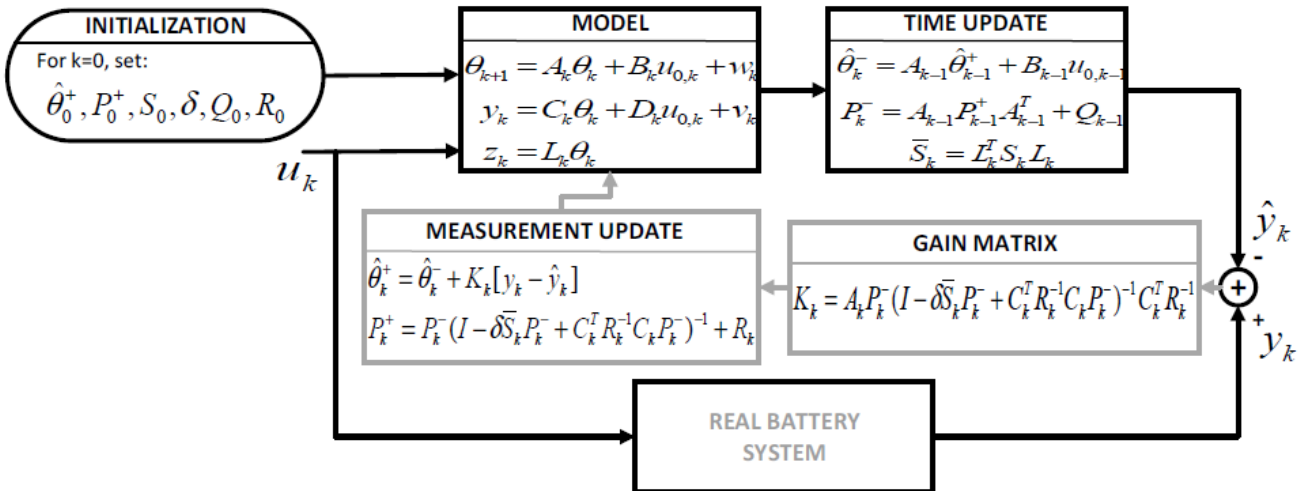 INITIALIZATION
For k=0, set:
θ̂₀⁺, P₀⁺, S₀, δ, Q₀, R₀
u_k
MODEL
θ_{k+1} = A_kθ_k + B_ku_{0,k} + w_k
y_k = C_kθ_k + D_ku_{0,k} + v_k
z_k = L_kθ_k
TIME UPDATE
θ̂_k⁻ = A_{k-1}θ̂_{k-1}⁺ + B_{k-1}u_{0,k-1}
P_k⁻ = A_{k-1}P_{k-1}⁺A_{k-1}^T + Q_{k-1}
S̅_k = L_k^T S_k L_k
ŷ_k
-
+
+
y_k
GAIN MATRIX
K_k = A_kP_k⁻(I − δS̅_kP_k⁻ + C_k^T R_k^{-1}C_kP_k⁻)^{-1}C_k^T R_k^{-1}
MEASUREMENT UPDATE
θ̂_k⁺ = θ̂_k⁻ + K_k[y_k − ŷ_k]
P_k⁺ = P_k⁻(I − δS̅_kP_k⁻ + C_k^T R_k^{-1}C_kP_k⁻)^{-1} + R_k
REAL BATTERY
SYSTEM